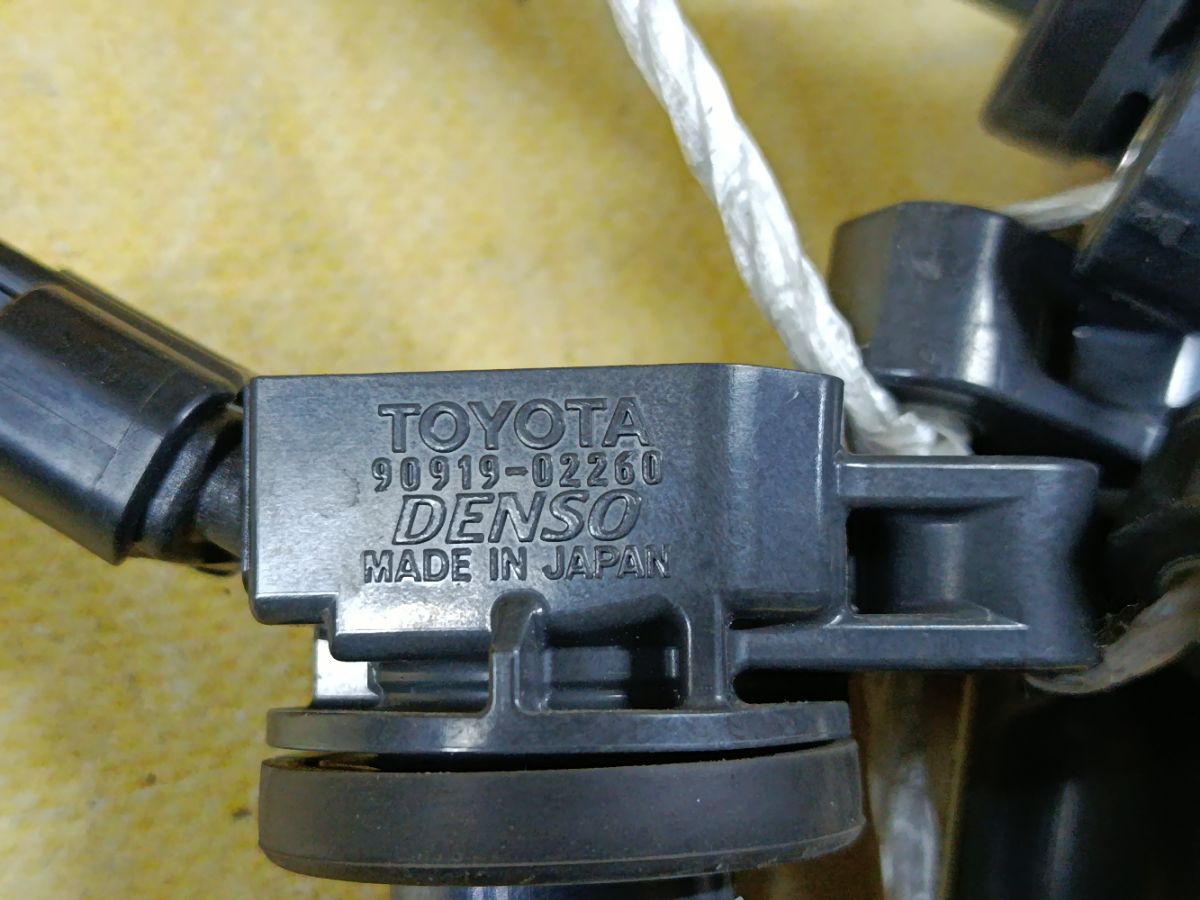 TOYOTA
90919-02260
DENSO
MADE IN JAPAN